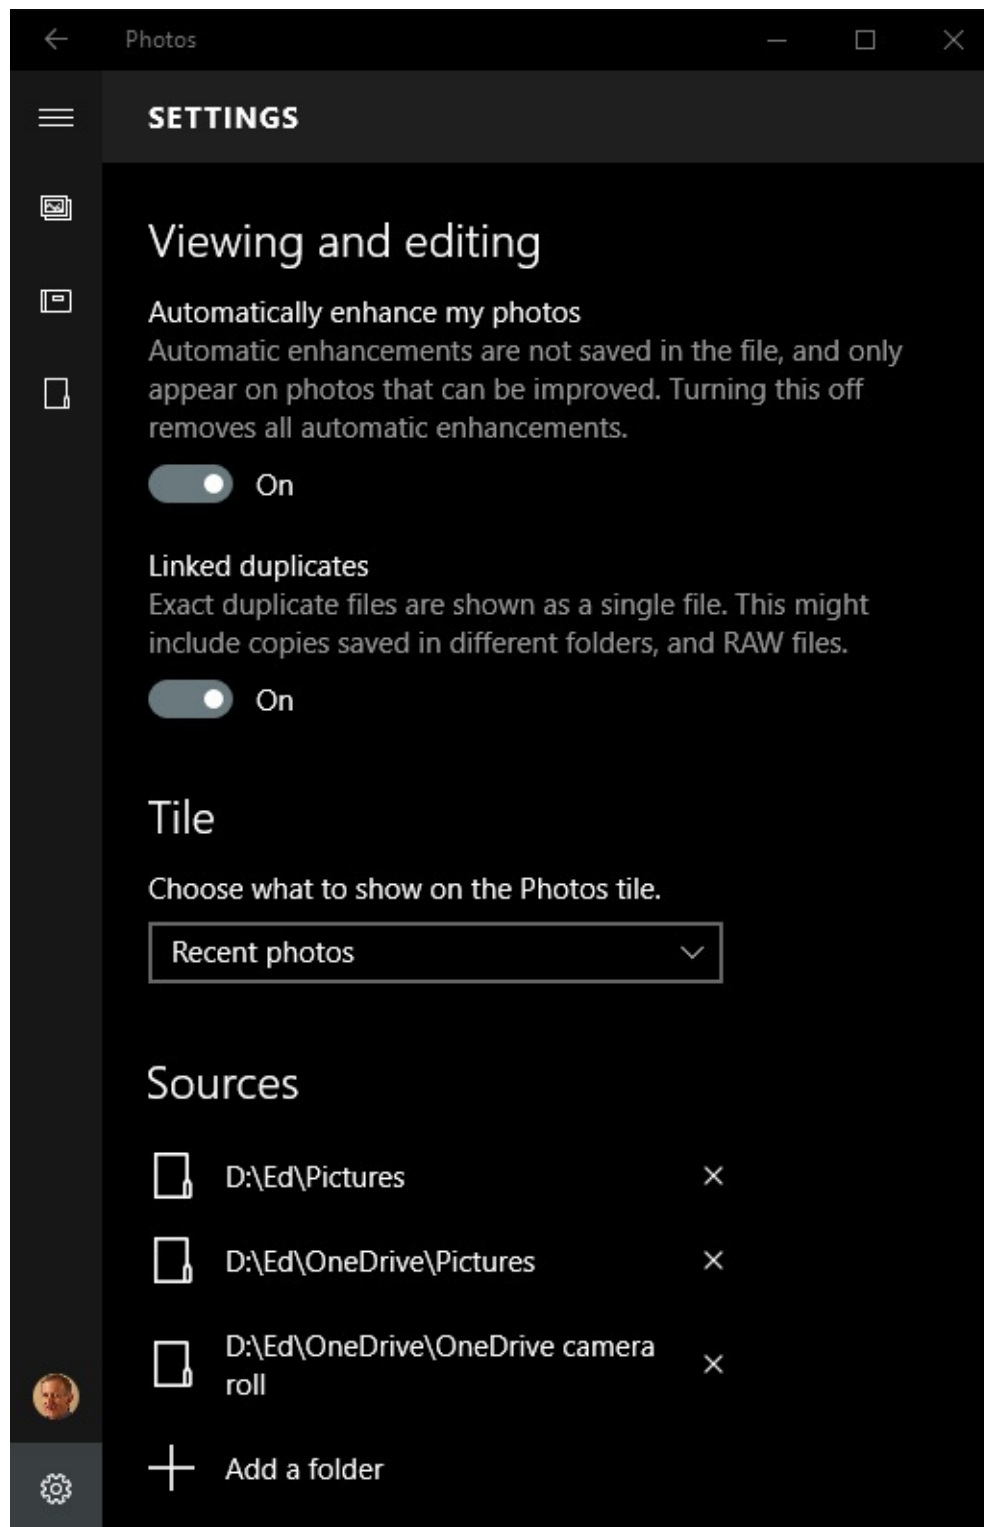 Photos
SETTINGS
Viewing and editing
Automatically enhance my photos
Automatic enhancements are not saved in the file, and only
appear on photos that can be improved. Turning this off
removes all automatic enhancements.
On
Linked duplicates
Exact duplicate files are shown as a single file. This might
include copies saved in different folders, and RAW files.
On
Tile
Choose what to show on the Photos tile.
Recent photos
Sources
D:\Ed\Pictures
D:\Ed\OneDrive\Pictures
D:\Ed\OneDrive\OneDrive camera
roll
Add a folder